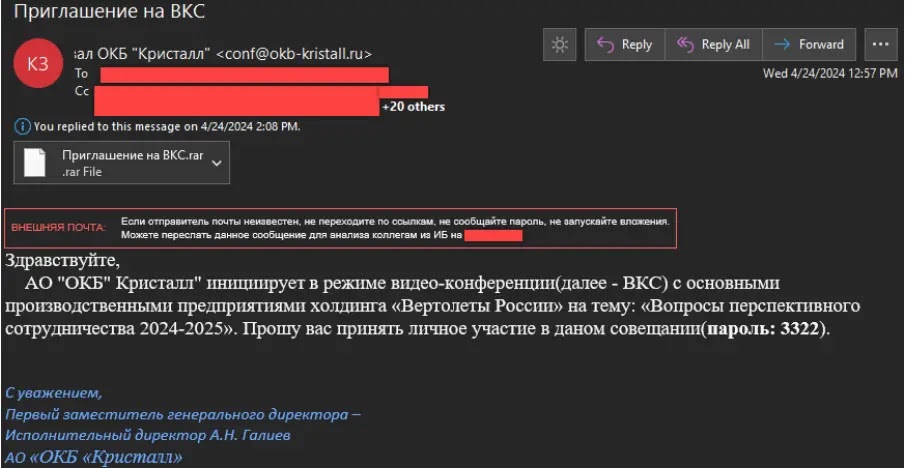 Приглашение на ВКС
КЗ
ал ОКБ "Кристалл" <conf@okb-kristall.ru>
Reply
Reply All
Forward
To
Wed 4/24/2024 12:57 PM
Cc
+20 others
You replied to this message on 4/24/2024 2:08 PM.
Приглашение на ВКС.rar
.rar File
ВНЕШНЯЯ ПОЧТА:
Если отправитель почты неизвестен, не переходите по ссылкам, не сообщайте пароль, не запускайте вложения.
Можете переслать данное сообщение для анализа коллегам из ИБ на
Здравствуйте,
АО "ОКБ" Кристалл" инициирует в режиме видео-конференции(далее - ВКС) с основными
производственными предприятиями холдинга «Вертолеты России» на тему: «Вопросы перспективного
сотрудничества 2024-2025». Прошу вас принять личное участие в даном совещании(пароль: 3322).
С уважением,
Первый заместитель генерального директора –
Исполнительный директор А.Н. Галиев
АО «ОКБ «Кристалл»